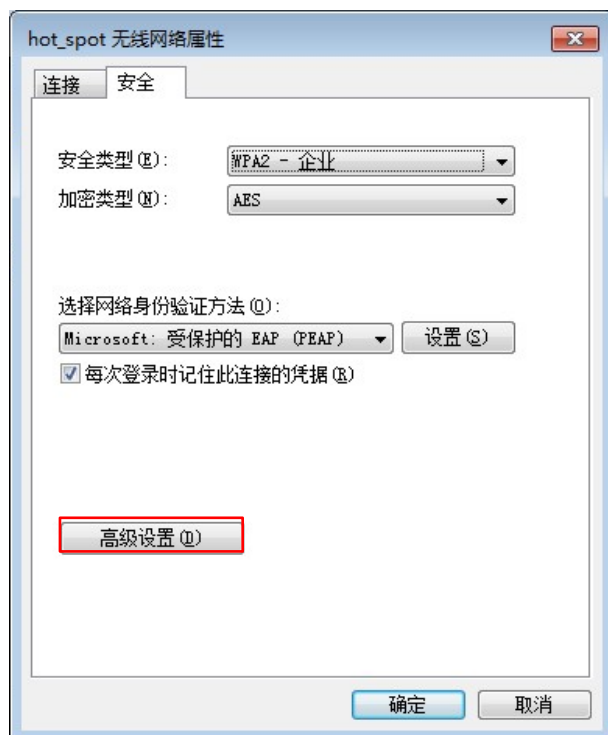 hot_spot 无线网络属性
连接 安全
安全类型(E): WPA2 - 企业
加密类型(N): AES
选择网络身份验证方法(O):
Microsoft: 受保护的 EAP (PEAP) 设置(S)
每次登录时记住此连接的凭据(R)
高级设置(D)
确定 取消